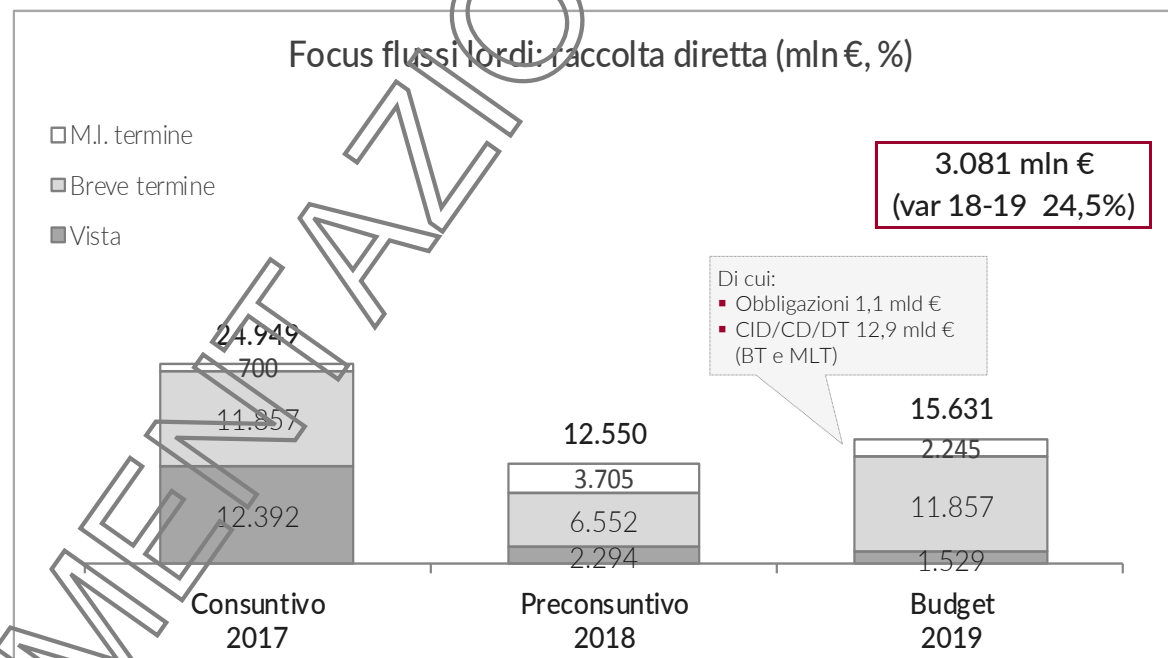 Focus flussi lordi: raccolta diretta (mln €, %)
M.l. termine
Breve termine
Vista
3.081 mln €
(var 18-19 24,5%)
Di cui:
▪ Obbligazioni 1,1 mld €
▪ CID/CD/DT 12,9 mld €
(BT e MLT)
24.949
700
11.857
12.392
12.550
3.705
6.552
2.294
15.631
2.245
11.857
1.529
Consuntivo
2017
Preconsuntivo
2018
Budget
2019
MENTAZIO